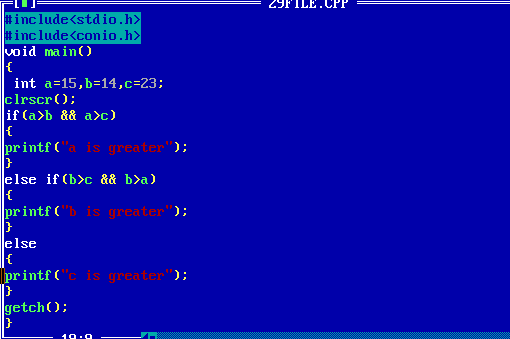 [ ] 29FILE.CPP
#include<stdio.h>
#include<conio.h>
void main()
{
 int a=15,b=14,c=23;
clrscr();
if(a>b && a>c)
{
printf("a is greater");
}
else if(b>c && b>a)
{
printf("b is greater");
}
else
{
printf("c is greater");
}
getch();
}